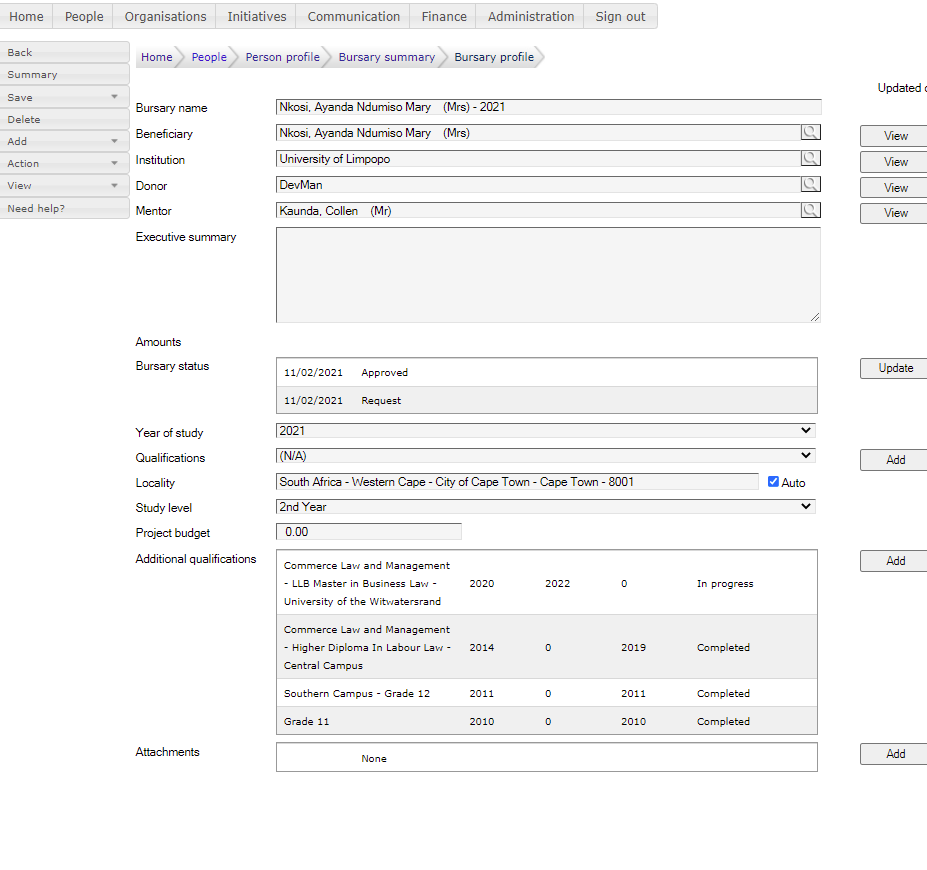 Home People Organisations Initiatives Communication Finance Administration Sign out
Back
Summary
Save
Delete
Add
Action
View
Need help?
Home People Person profile Bursary summary Bursary profile
Updated
Bursary name Nkosi, Ayanda Ndumiso Mary (Mrs) - 2021
Beneficiary Nkosi, Ayanda Ndumiso Mary (Mrs) View
Institution University of Limpopo View
Donor DevMan View
Mentor Kaunda, Collen (Mr) View
Executive summary
Amounts
Bursary status 11/02/2021 Approved Update
11/02/2021 Request
Year of study 2021
Qualifications (N/A) Add
Locality South Africa - Western Cape - City of Cape Town - Cape Town - 8001 Auto
Study level 2nd Year
Project budget 0.00
Additional qualifications Add
Commerce Law and Management
- LLB Master in Business Law - 2020 2022 0 In progress
University of the Witwatersrand
Commerce Law and Management
- Higher Diploma In Labour Law - 2014 0 2019 Completed
Central Campus
Southern Campus - Grade 12 2011 0 2011 Completed
Grade 11 2010 0 2010 Completed
Attachments None Add